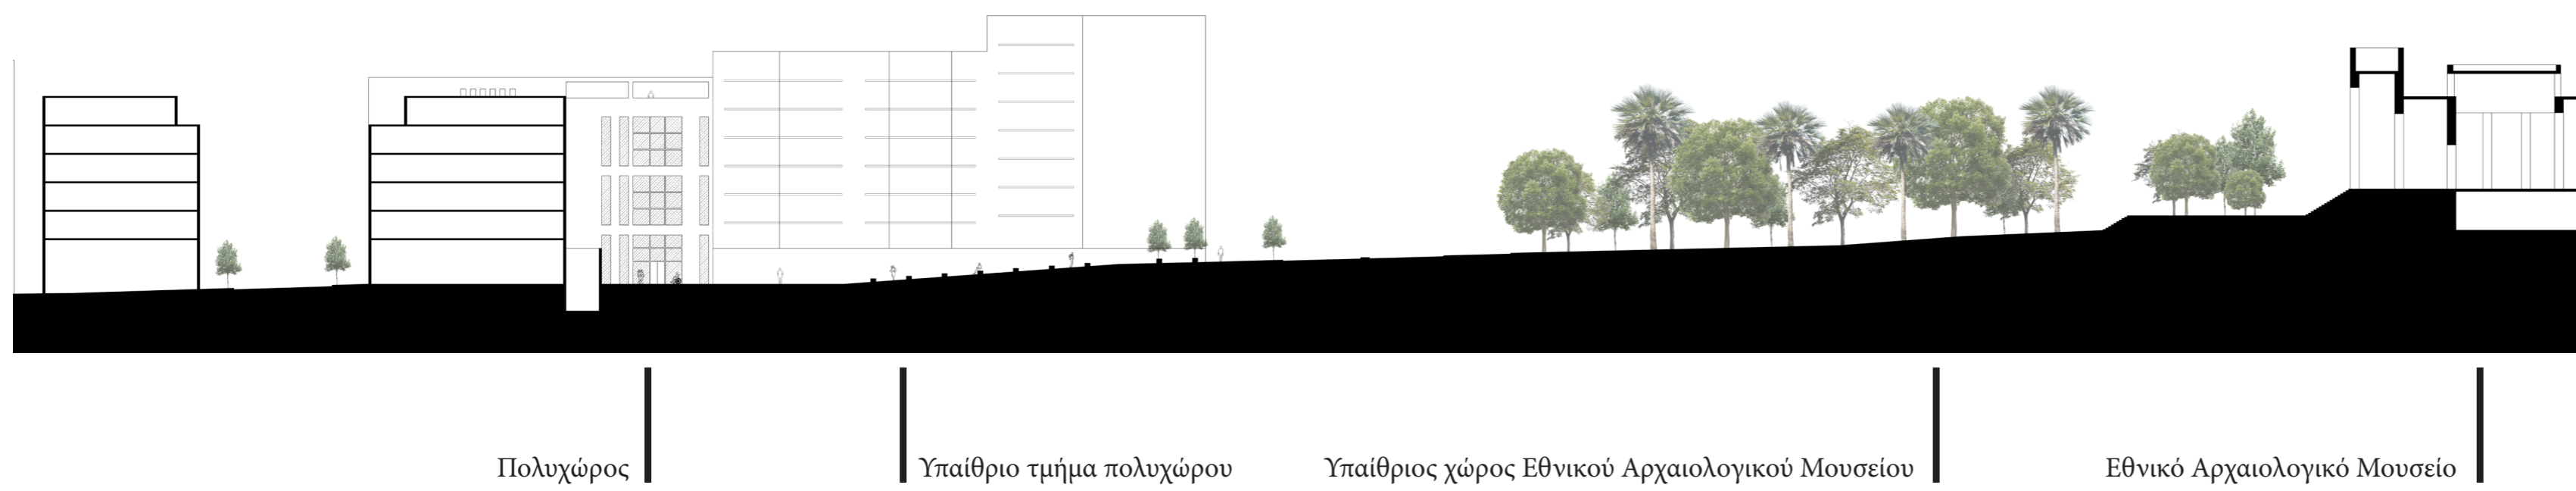 Πολυχώρος
Υπαίθριο τμήμα πολυχώρου
Υπαίθριος χώρος Εθνικού Αρχαιολογικού Μουσείου
Εθνικό Αρχαιολογικό Μουσείο